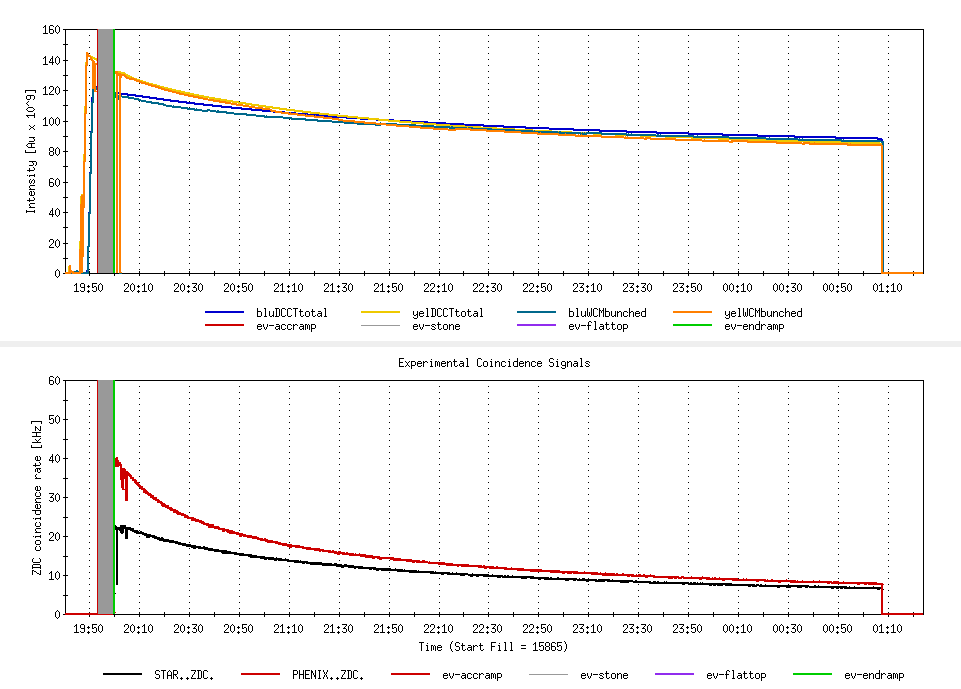 160
140
120
100
80
60
40
20
0
Intensity [Au x 10^9]
19:50 20:10 20:30 20:50 21:10 21:30 21:50 22:10 22:30 22:50 23:10 23:30 23:50 00:10 00:30 00:50 01:10
bluDCCTtotal yelDCCTtotal bluWCMbunched yelWCMbunched
ev-accramp ev-stone ev-flattop ev-endramp
Experimental Coincidence Signals
60
50
40
30
20
10
0
ZDC coincidence rate [kHz]
19:50 20:10 20:30 20:50 21:10 21:30 21:50 22:10 22:30 22:50 23:10 23:30 23:50 00:10 00:30 00:50 01:10
Time (Start Fill = 15865)
STAR..ZDC. PHENIX..ZDC. ev-accramp ev-stone ev-flattop ev-endramp